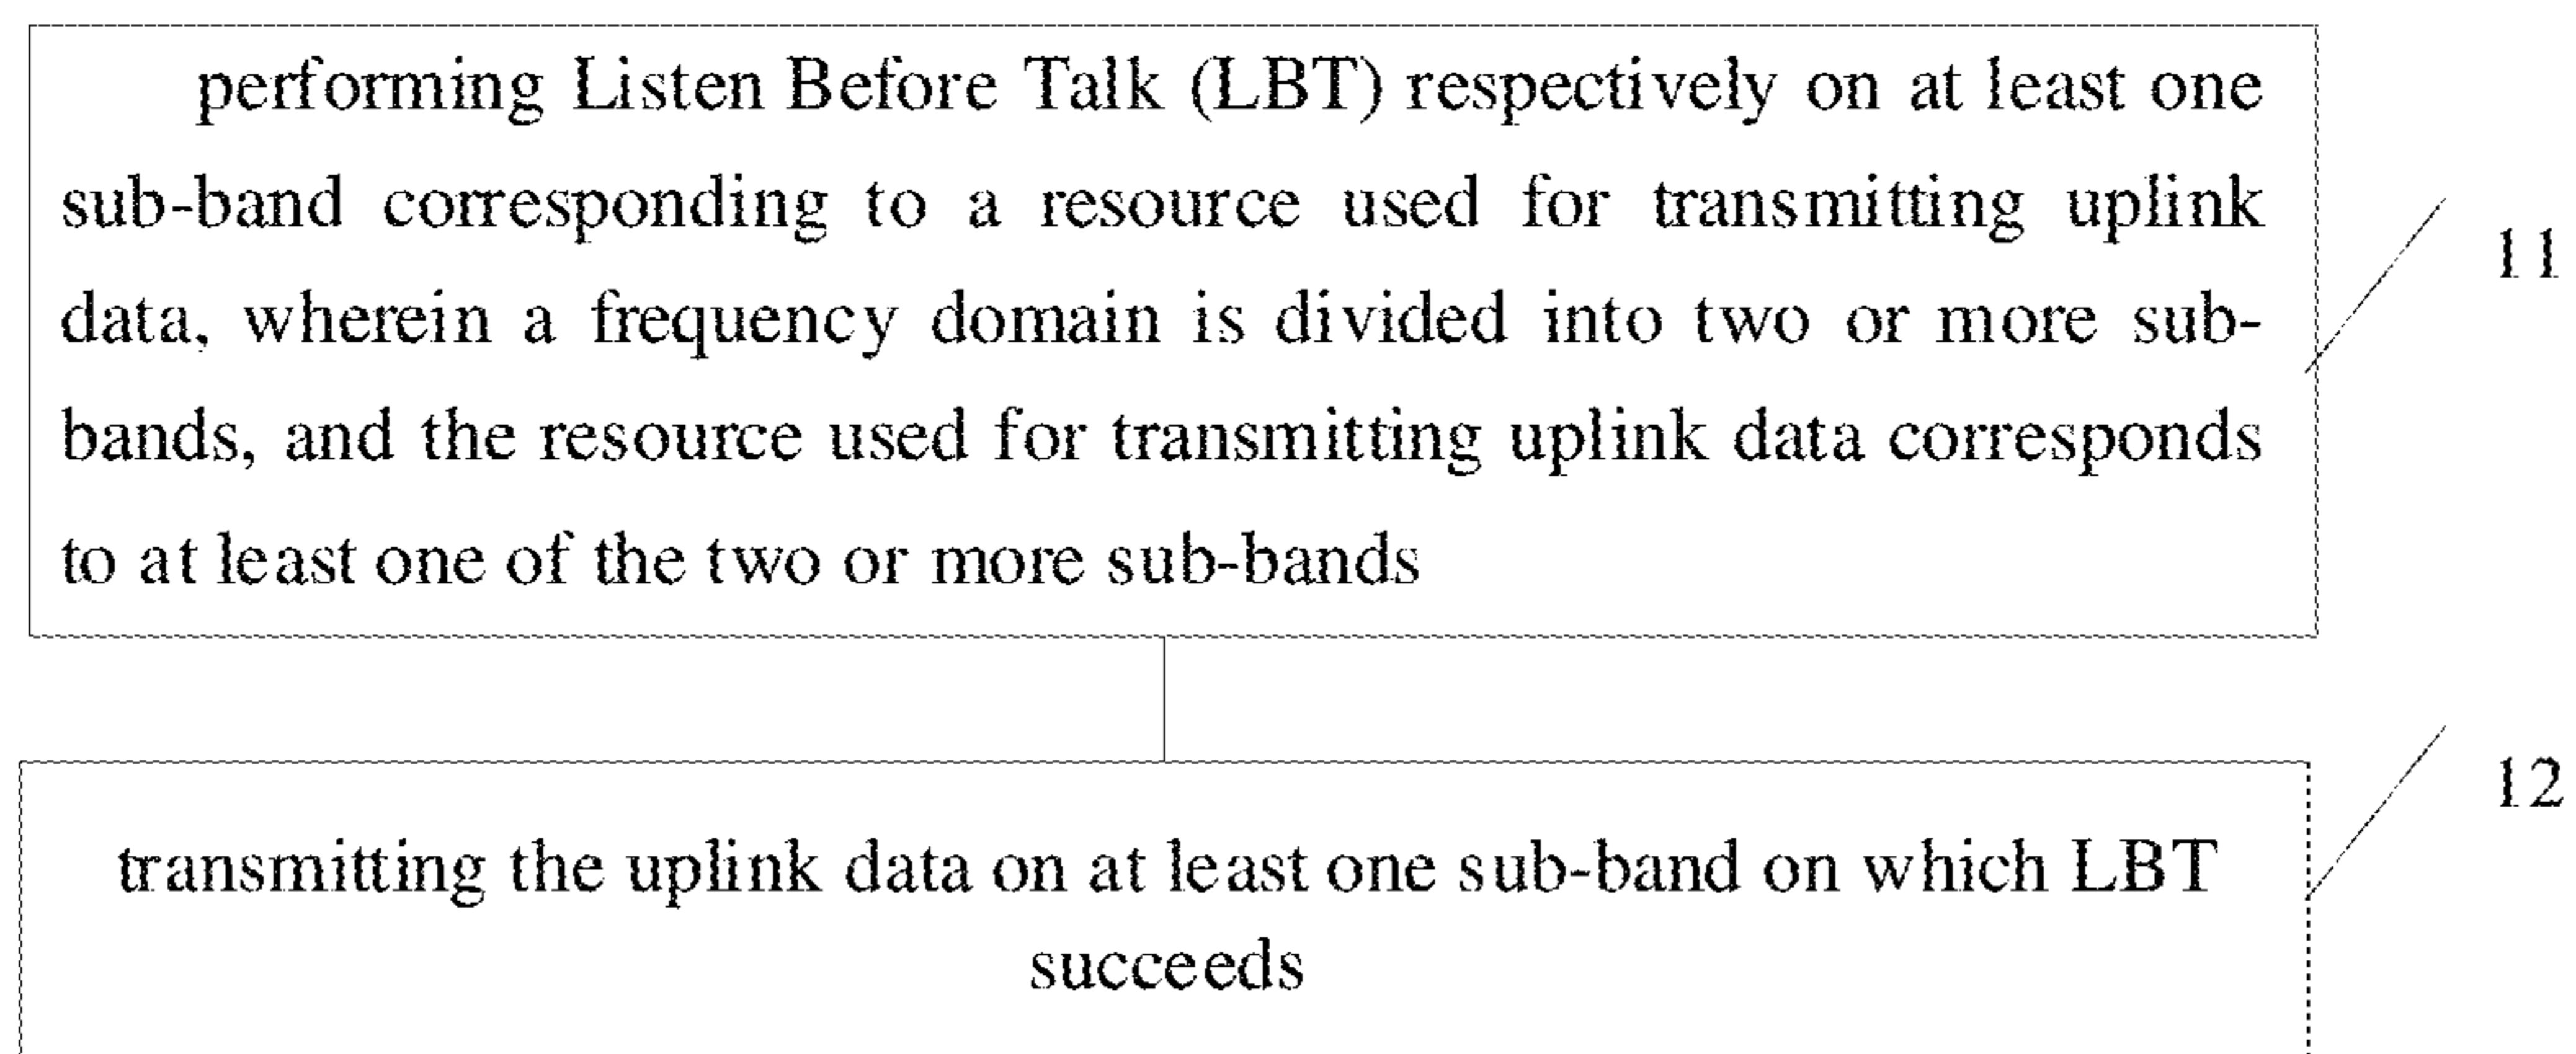 performing Listen Before Talk (LBT) respectively on at least one
sub-band corresponding to a resource used for transmitting uplink
data, wherein a frequency domain is divided into two or more sub-
bands, and the resource used for transmitting uplink data corresponds
to at least one of the two or more sub-bands
11
transmitting the uplink data on at least one sub-band on which LBT
succeeds
12